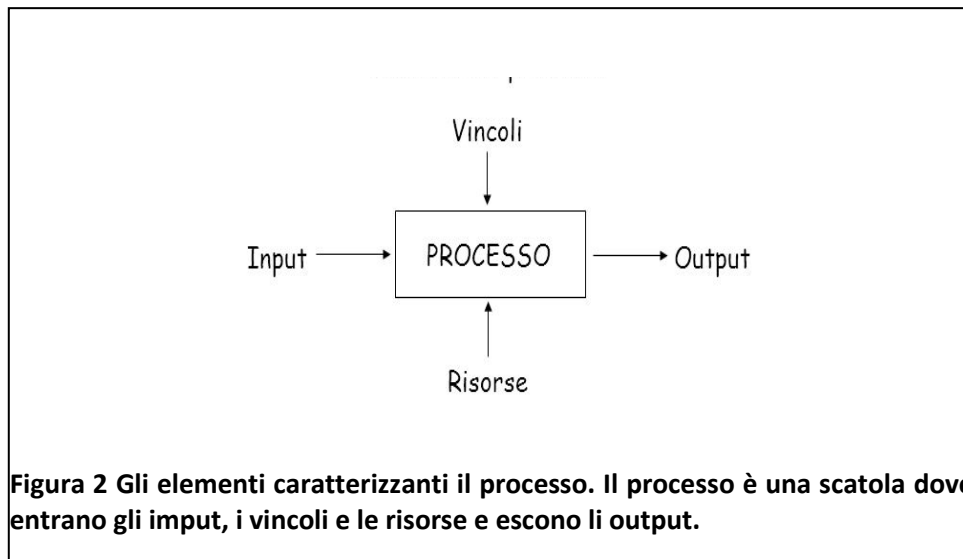 Vincoli
Input PROCESSO Output
Risorse
Figura 2 Gli elementi caratterizzanti il processo. Il processo è una scatola dove
entrano gli imput, i vincoli e le risorse e escono li output.